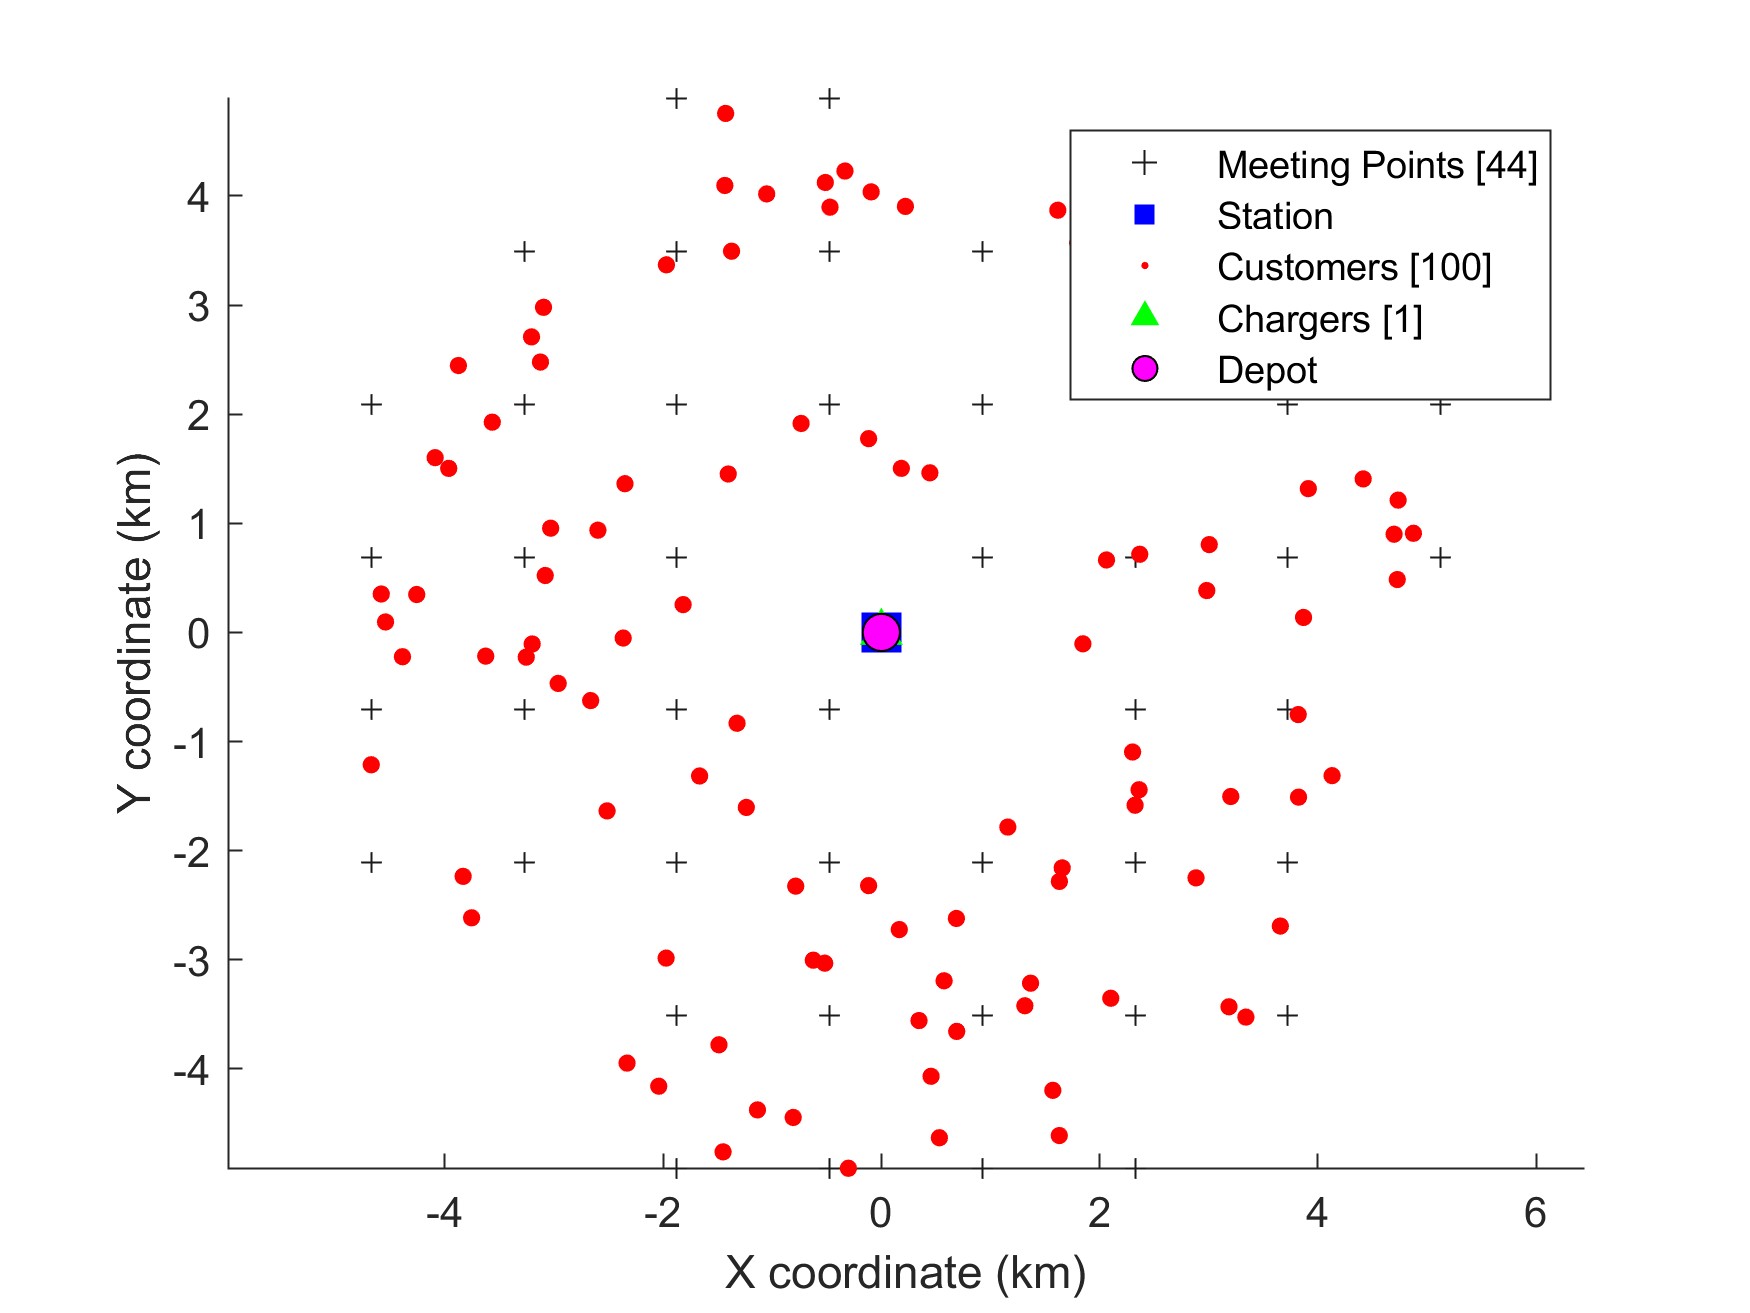 Meeting Points [44]
Station
Customers [100]
Chargers [1]
Depot
4
3
2
1
0
-1
-2
-3
-4
Y coordinate (km)
-4
-2
0
2
4
6
X coordinate (km)